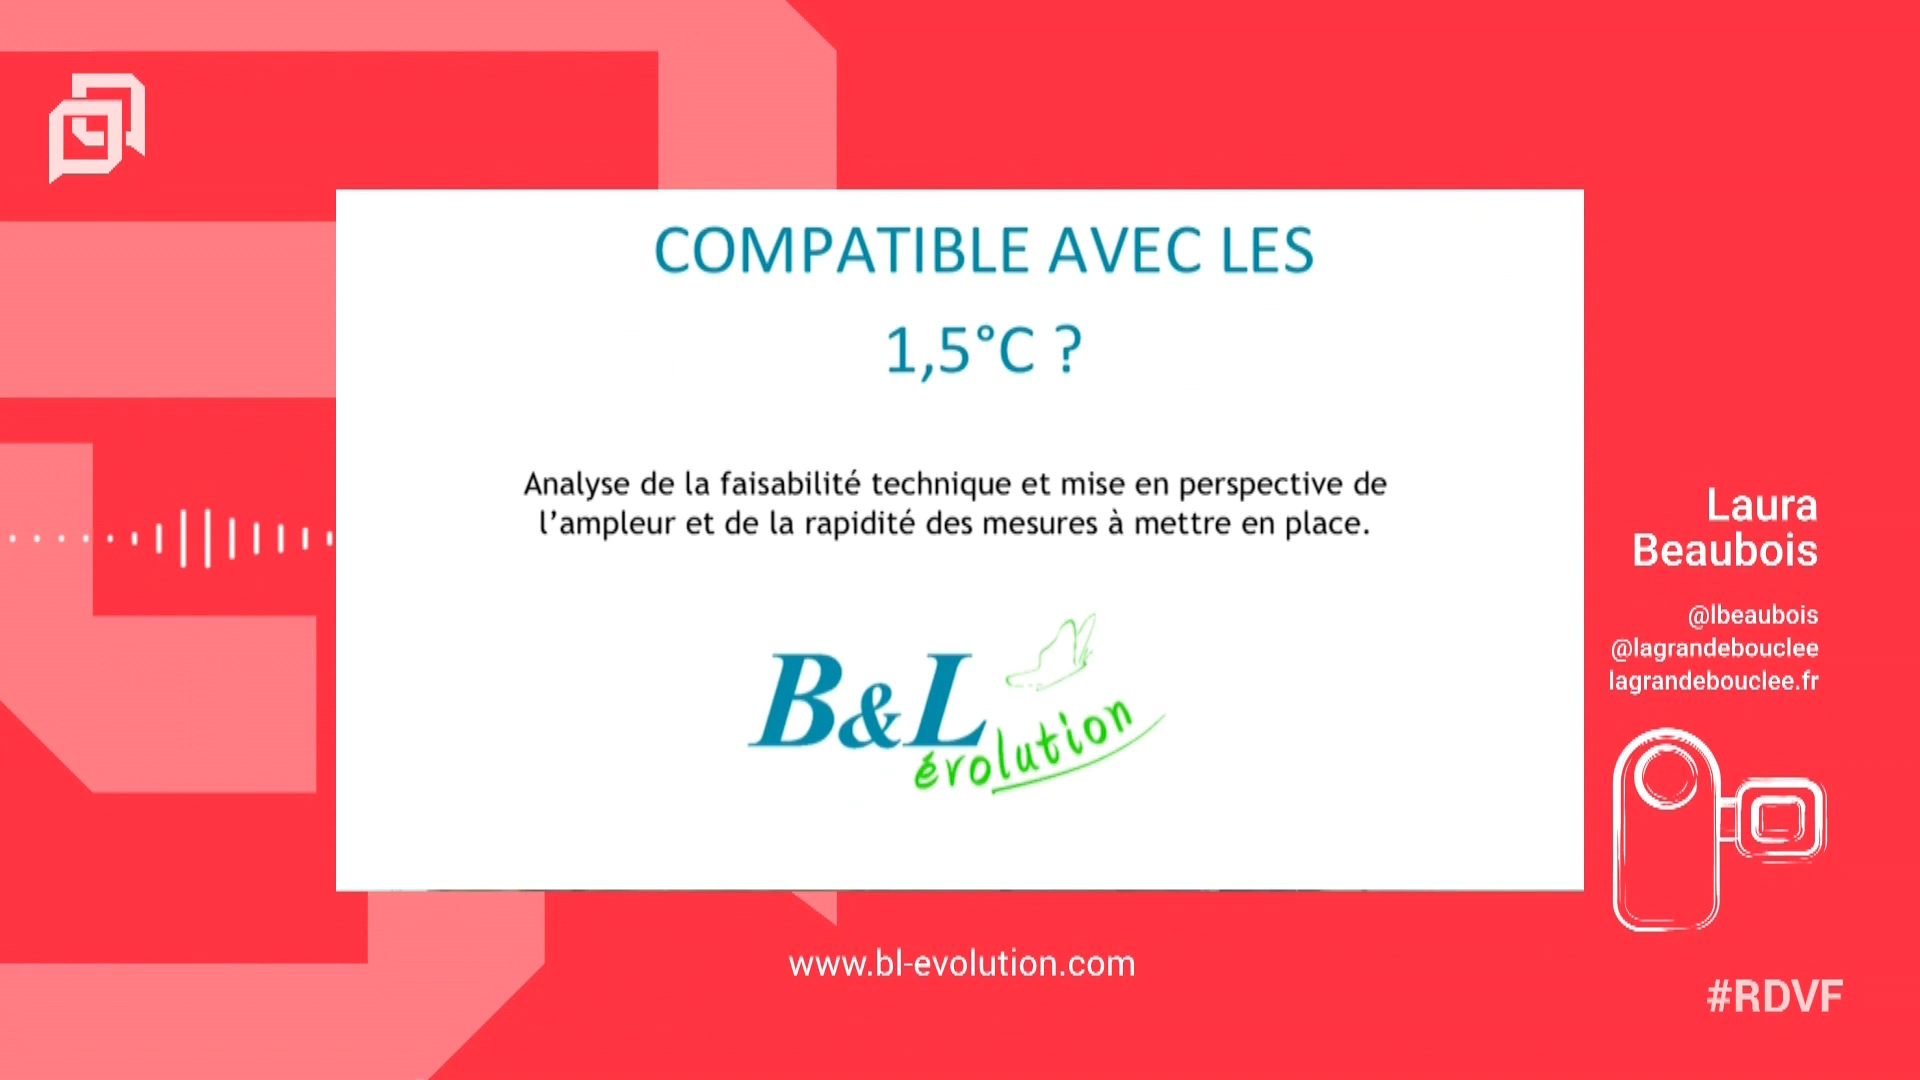 COMPATIBLE AVEC LES
1,5°C ?
Analyse de la faisabilité technique et mise en perspective de
l’ampleur et de la rapidité des mesures à mettre en place.
B&L
évolution
Laura
Beaubois
@lbeaubois
@lagrandebouclee
lagrandebouclee.fr
www.bl-evolution.com
#RDVF